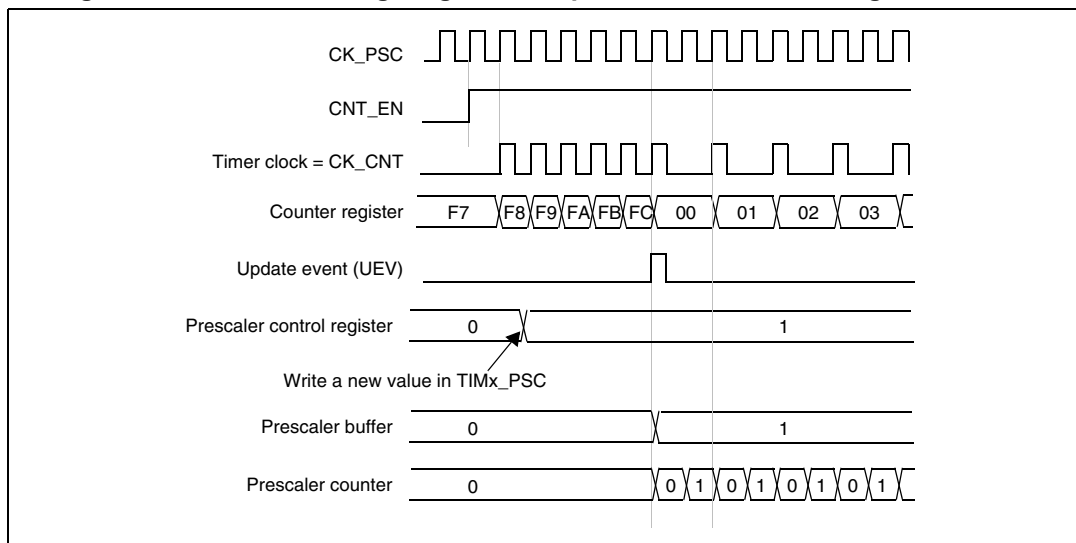 CK_PSC
CNT_EN
Timer clock = CK_CNT
Counter register F7 F8 F9 FA FB FC 00 01 02 03
Update event (UEV)
Prescaler control register 0 1
Write a new value in TIMx_PSC
Prescaler buffer 0 1
Prescaler counter 0 0 1 0 1 0 1 0 1